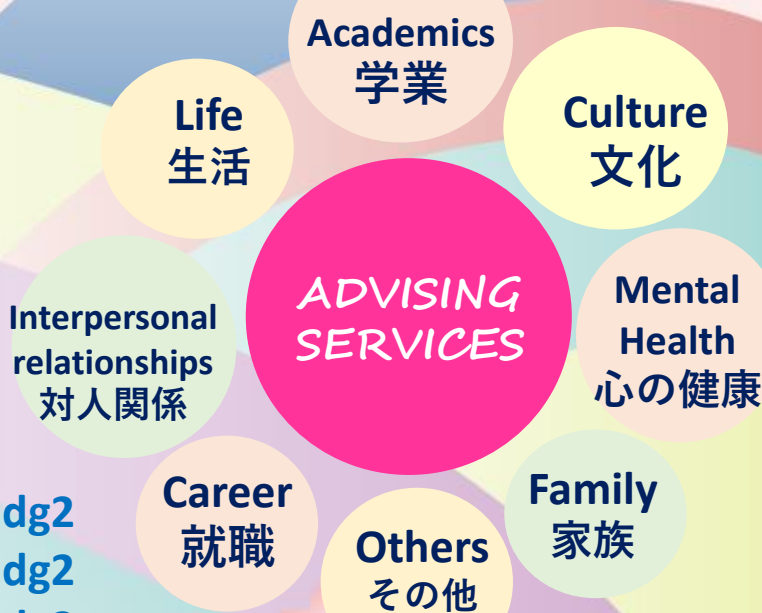 Academics
学業
Life
生活
Culture
文化
ADVISING
SERVICES
Interpersonal
relationships
対人関係
Mental
Health
心の健康
Career
就職
Family
家族
Others
その他
dg2
dg2